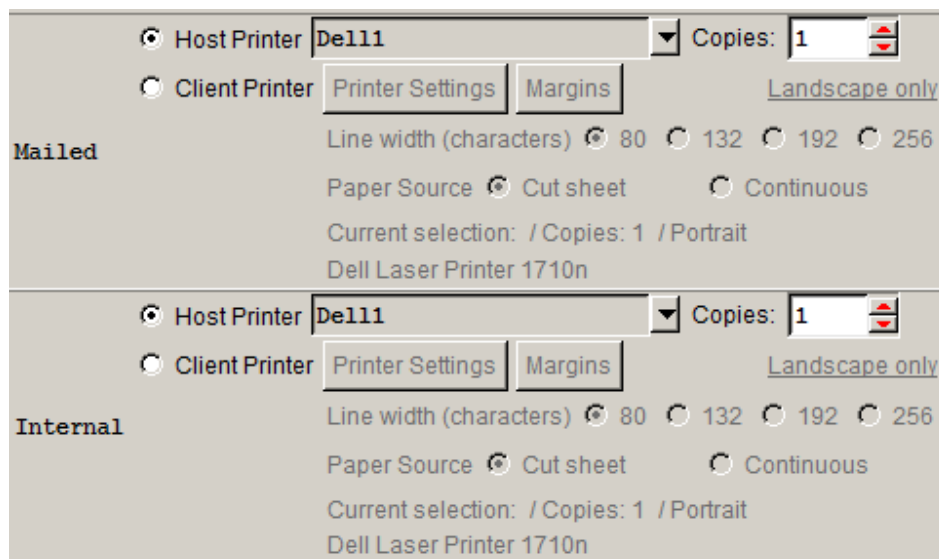 Host Printer Dell1 Copies: 1
Client Printer Printer Settings Margins Landscape only
Line width (characters) 80 132 192 256
Mailed
Paper Source Cut sheet Continuous
Current selection: / Copies: 1 / Portrait
Dell Laser Printer 1710n
Host Printer Dell1 Copies: 1
Client Printer Printer Settings Margins Landscape only
Line width (characters) 80 132 192 256
Internal
Paper Source Cut sheet Continuous
Current selection: / Copies: 1 / Portrait
Dell Laser Printer 1710n